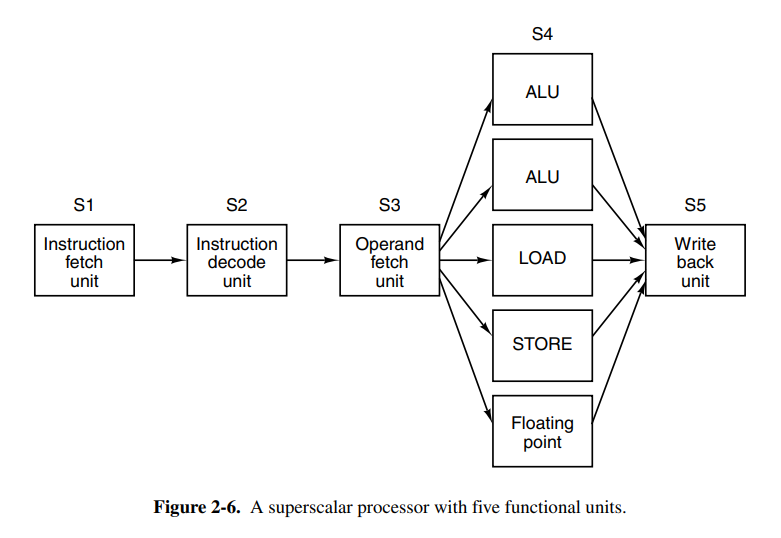 S4
ALU
ALU
S1
S2
S3
S5
Instruction
fetch
unit
Instruction
decode
unit
Operand
fetch
unit
LOAD
Write
back
unit
STORE
Floating
point
Figure 2-6. A superscalar processor with five functional units.